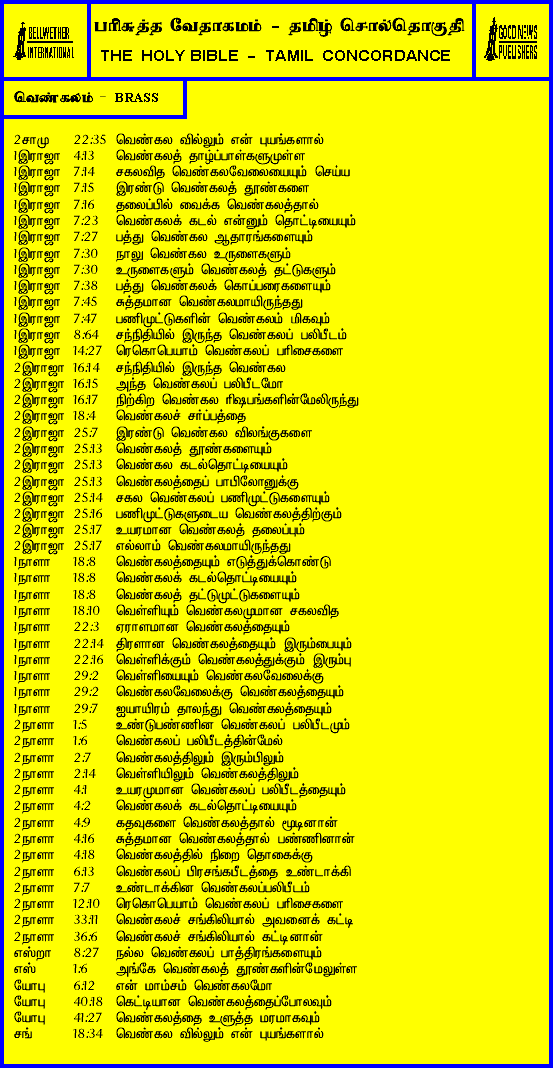 BELLWETHER
INTERNATIONAL
பரிசுத்த வேதாகமம் - தமிழ் சொல்தொகுதி
THE HOLY BIBLE - TAMIL CONCORDANCE
GOOD NEWS
PUBLISHERS
வெண்கலம் - BRASS
2சாமு 22:35 வெண்கல வில்லும் என் புயங்களால்
1இராஜா 4:13 வெண்கலத் தாழ்ப்பாள்களுமுள்ள
1இராஜா 7:14 சகலவித வெண்கலவேலையையும் செய்ய
1இராஜா 7:15 இரண்டு வெண்கலத் தூண்களை
1இராஜா 7:16 தலைப்பில் வைக்க வெண்கலத்தால்
1இராஜா 7:23 வெண்கலக் கடல் என்னும் தொட்டியையும்
1இராஜா 7:27 பத்து வெண்கல ஆதாரங்களையும்
1இராஜா 7:30 நாலு வெண்கல உருளைகளும்
1இராஜா 7:30 உருளைகளும் வெண்கலத் தட்டுகளும்
1இராஜா 7:38 பத்து வெண்கலக் கொப்பரைகளையும்
1இராஜா 7:45 சுத்தமான வெண்கலமாயிருந்தது
1இராஜா 7:47 பணிமுட்டுகளின் வெண்கலம் மிகவும்
1இராஜா 8:64 சந்நிதியில் இருந்த வெண்கலப் பலிபீடம்
1இராஜா 14:27 ரெகொபெயாம் வெண்கலப் பரிசைகளை
2இராஜா 16:14 சந்நிதியில் இருந்த வெண்கல
2இராஜா 16:15 அந்த வெண்கலப் பலிபீடமோ
2இராஜா 16:17 நிற்கிற வெண்கல ரிஷபங்களின்மேலிருந்து
2இராஜா 18:4 வெண்கலச் சர்ப்பத்தை
2இராஜா 25:7 இரண்டு வெண்கல விலங்குகளை
2இராஜா 25:13 வெண்கலத் தூண்களையும்
2இராஜா 25:13 வெண்கல கடல்தொட்டியையும்
2இராஜா 25:13 வெண்கலத்தைப் பாபிலோனுக்கு
2இராஜா 25:14 சகல வெண்கலப் பணிமுட்டுகளையும்
2இராஜா 25:16 பணிமுட்டுகளுடைய வெண்கலத்திற்கும்
2இராஜா 25:17 உயரமான வெண்கலத் தலைப்பும்
2இராஜா 25:17 எல்லாம் வெண்கலமாயிருந்தது
1நாளா 18:8 வெண்கலத்தையும் எடுத்துக்கொண்டு
1நாளா 18:8 வெண்கலக் கடல்தொட்டியையும்
1நாளா 18:8 வெண்கலத் தட்டுமுட்டுகளையும்
1நாளா 18:10 வெள்ளியும் வெண்கலமுமான சகலவித
1நாளா 22:3 ஏராளமான வெண்கலத்தையும்
1நாளா 22:14 திரளான வெண்கலத்தையும் இரும்பையும்
1நாளா 22:16 வெள்ளிக்கும் வெண்கலத்துக்கும் இரும்பு
1நாளா 29:2 வெள்ளியையும் வெண்கலவேலைக்கு
1நாளா 29:2 வெண்கலவேலைக்கு வெண்கலத்தையும்
1நாளா 29:7 ஐயாயிரம் தாலந்து வெண்கலத்தையும்
2நாளா 1:5 உண்டுபண்ணின வெண்கலப் பலிபீடமும்
2நாளா 1:6 வெண்கலப் பலிபீடத்தின்மேல்
2நாளா 2:7 வெண்கலத்திலும் இரும்பிலும்
2நாளா 2:14 வெள்ளியிலும் வெண்கலத்திலும்
2நாளா 4:1 உயரமுமான வெண்கலப் பலிபீடத்தையும்
2நாளா 4:2 வெண்கலக் கடல்தொட்டியையும்
2நாளா 4:9 கதவுகளை வெண்கலத்தால் மூடினான்
2நாளா 4:16 சுத்தமான வெண்கலத்தால் பண்ணினான்
2நாளா 4:18 வெண்கலத்தில் நிறை தொகைக்கு
2நாளா 6:13 வெண்கலப் பிரசங்கபீடத்தை உண்டாக்கி
2நாளா 7:7 உண்டாக்கின வெண்கலப்பலிபீடம்
2நாளா 12:10 ரெகொபெயாம் வெண்கலப் பரிசைகளை
2நாளா 33:11 வெண்கலச் சங்கிலியால் அவனைக் கட்டி
2நாளா 36:6 வெண்கலச் சங்கிலியால் கட்டினான்
எஸ்றா 8:27 நல்ல வெண்கலப் பாத்திரங்களையும்
எஸ் 1:6 அங்கே வெண்கலத் தூண்களின்மேலுள்ள
யோபு 6:12 என் மாம்சம் வெண்கலமோ
யோபு 40:18 கெட்டியான வெண்கலத்தைப்போலவும்
யோபு 41:27 வெண்கலத்தை உளுத்த மரமாகவும்
சங் 18:34 வெண்கல வில்லும் என் புயங்களால்